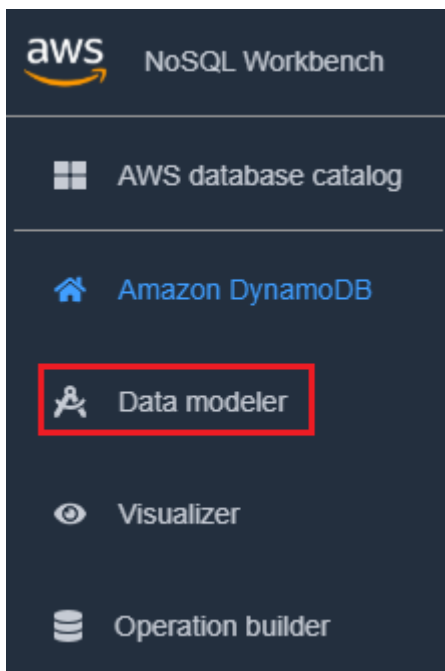 aws
NoSQL Workbench
AWS database catalog
Amazon DynamoDB
Data modeler
Visualizer
Operation builder